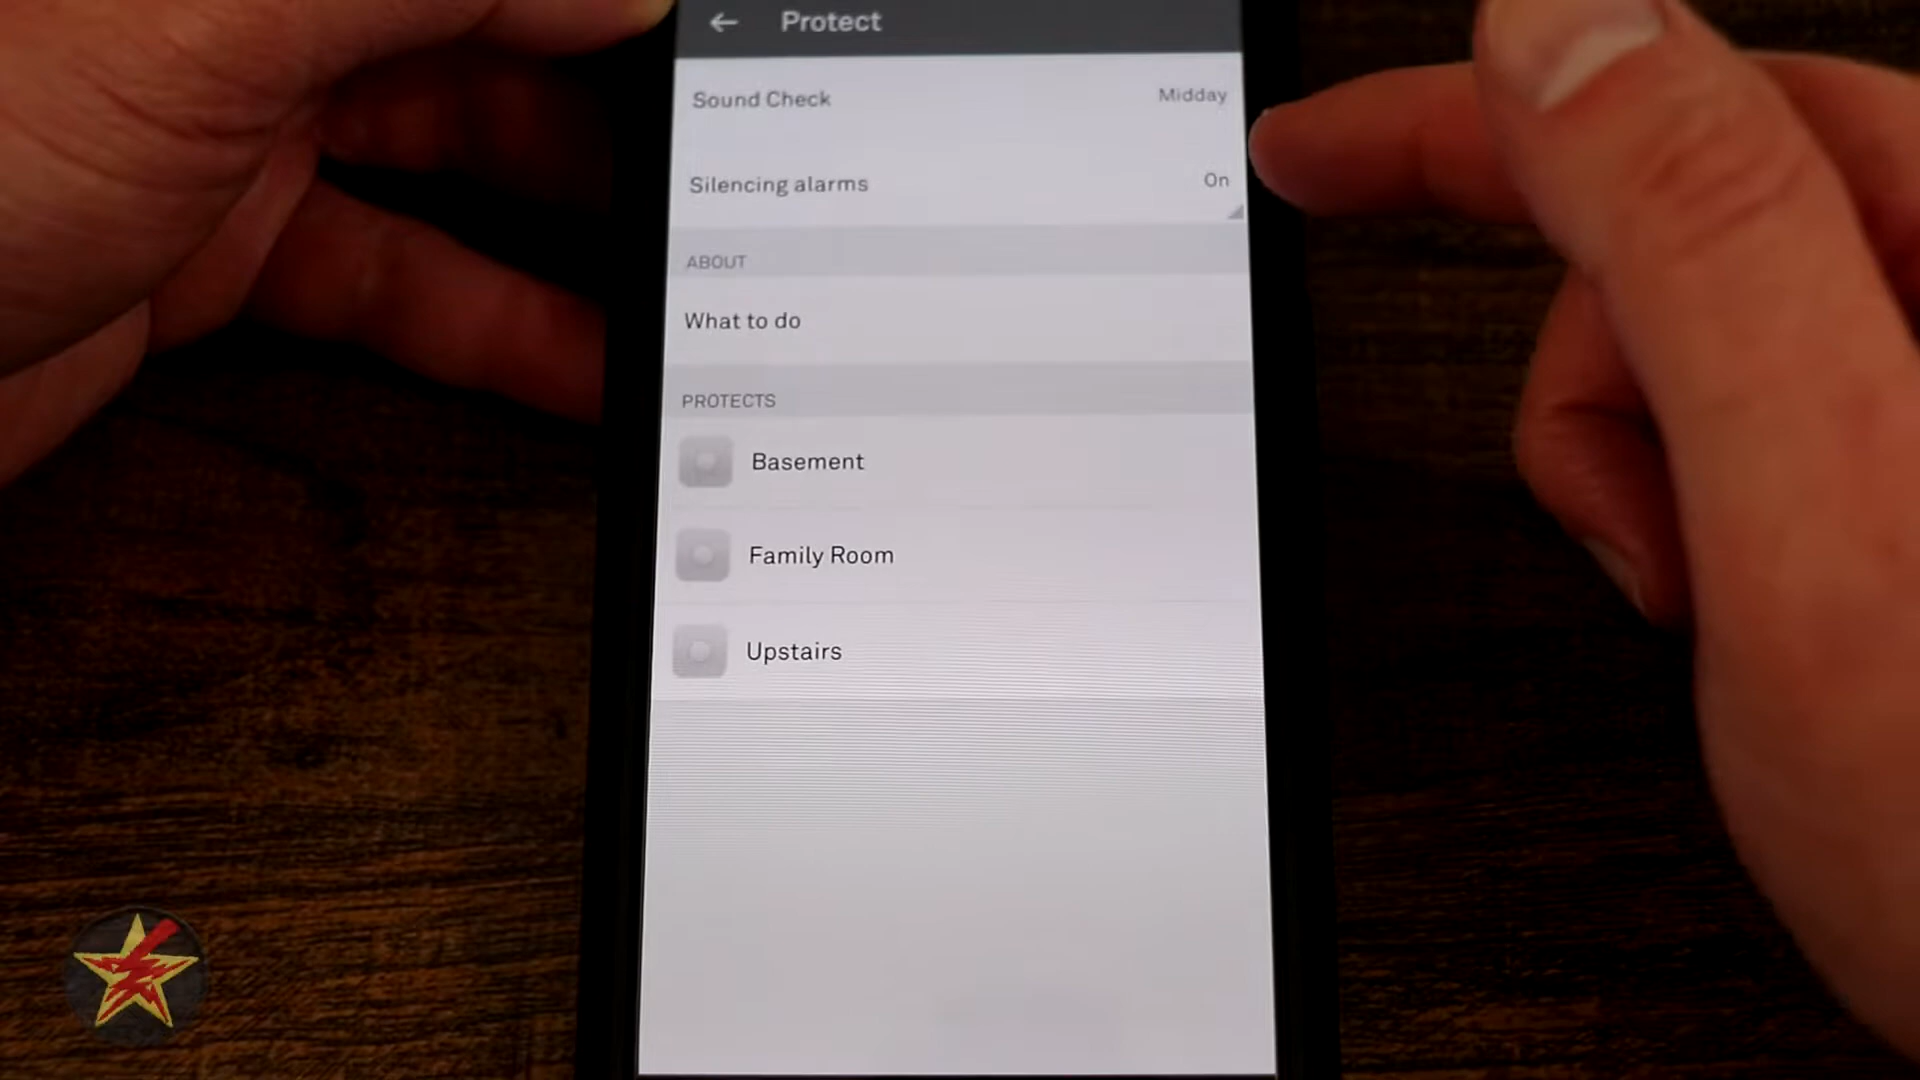 Protect
Sound Check Midday
Silencing alarms On
ABOUT
What to do
PROTECTS
Basement
Family Room
Upstairs